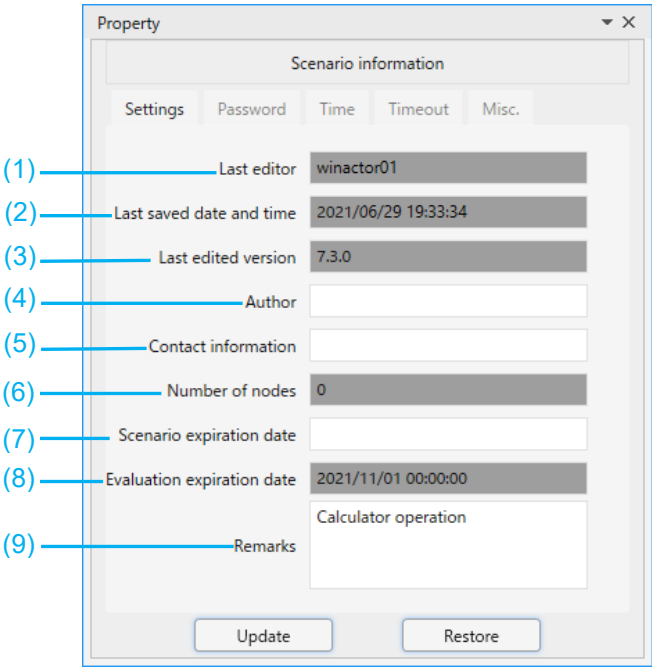 Property
Scenario information
Settings Password Time Timeout Misc.
(1) Last editor winactor01
(2) Last saved date and time 2021/06/29 19:33:34
(3) Last edited version 7.3.0
(4) Author
(5) Contact information
(6) Number of nodes 0
(7) Scenario expiration date
(8) Evaluation expiration date 2021/11/01 00:00:00
(9) Remarks Calculator operation
Update Restore